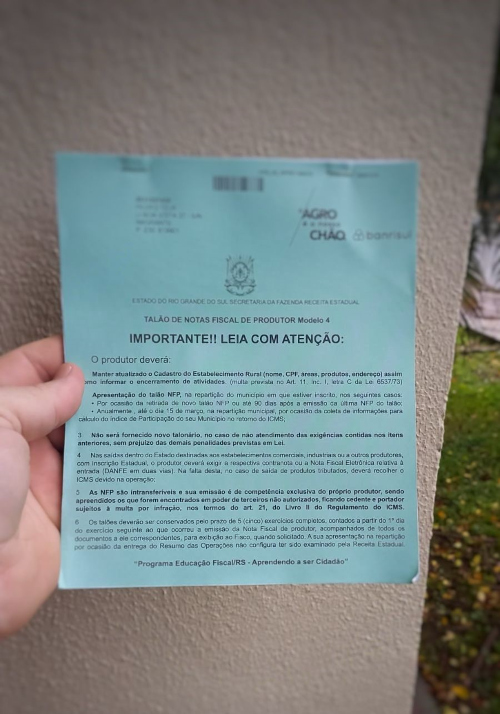 AGRO
É O NOSSO
CHÃO
banrisul
ESTADO DO RIO GRANDE DO SUL SECRETARIA DA FAZENDA RECEITA ESTADUAL
TALÃO DE NOTAS FISCAL DE PRODUTOR Modelo 4
IMPORTANTE!! LEIA COM ATENÇÃO:
O produtor deverá:
Manter atualizado o Cadastro do Estabelecimento Rural (nome, CPF, áreas, produtos, endereço) assim
como informar o encerramento de atividades. (multa prevista no Art. 11, Inc. I, letra C da Lei 6537/73)
Apresentação do talão NFP, na repartição do município em que estiver inscrito, nos seguintes casos:
• Por ocasião da retirada de novo talão NFP ou até 90 dias após a emissão da última NFP do talão;
• Anualmente, até o dia 15 de março, na repartição municipal, por ocasião da coleta de informações para
cálculo do índice de Participação do seu Município no retorno do ICMS;
3 Não será fornecido novo talonário, no caso de não atendimento das exigências contidas nos itens
anteriores, sem prejuízo das demais penalidades previstas em Lei.
4 Nas saídas dentro do Estado destinadas aos estabelecimentos comerciais, industriais ou a outros produtores,
com Inscrição Estadual, o produtor deverá exigir a respectiva contranota ou a Nota Fiscal Eletrônica relativa à
entrada (DANFE em duas vias). Na falta desta, no caso de saída de produtos tributados, deverá recolher o
ICMS devido na operação;
5 As NFP são intransferíveis e sua emissão é de competência exclusiva do próprio produtor, sendo
apreendidos os que forem encontrados em poder de terceiros não autorizados, ficando cedente e portador
sujeitos à multa por infração, nos termos do art. 21, do Livro II do Regulamento do ICMS.
6 Os talões deverão ser conservados pelo prazo de 5 (cinco) exercícios completos, contados a partir do 1º dia
do exercício seguinte ao que ocorreu a emissão da Nota Fiscal de produtor, acompanhados de todos os
documentos a ele correspondentes, para exibição ao Fisco, quando solicitado. A sua apresentação na repartição
por ocasião da entrega do Resumo das Operações não configura ter sido examinado pela Receita Estadual.
"Programa Educação Fiscal/RS - Aprendendo a ser Cidadão"